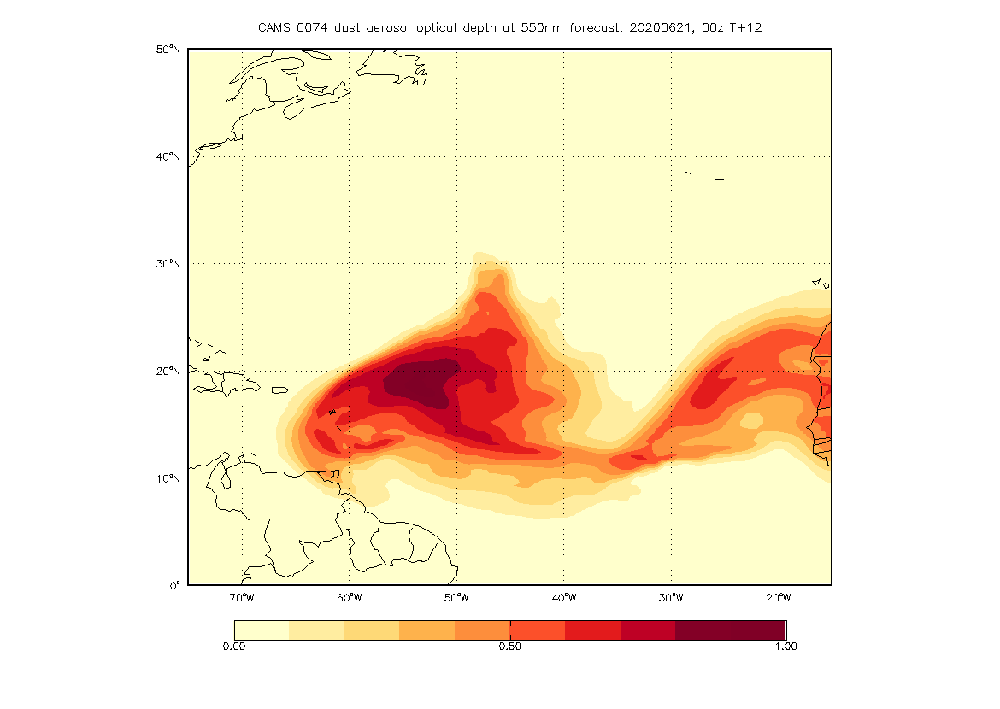 CAMS 0074 dust aerosol optical depth at 550nm forecast: 20200621, 00z T+12
50°N
40°N
30°N
20°N
10°N
0°
70°W 60°W 50°W 40°W 30°W 20°W
0.00 0.50 1.00